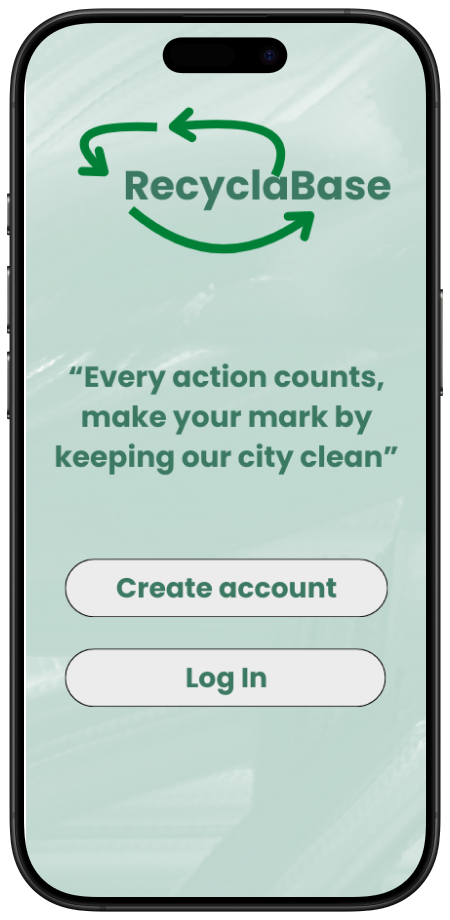 RecyclaBase
“Every action counts,
make your mark by
keeping our city clean”
Create account
Log In